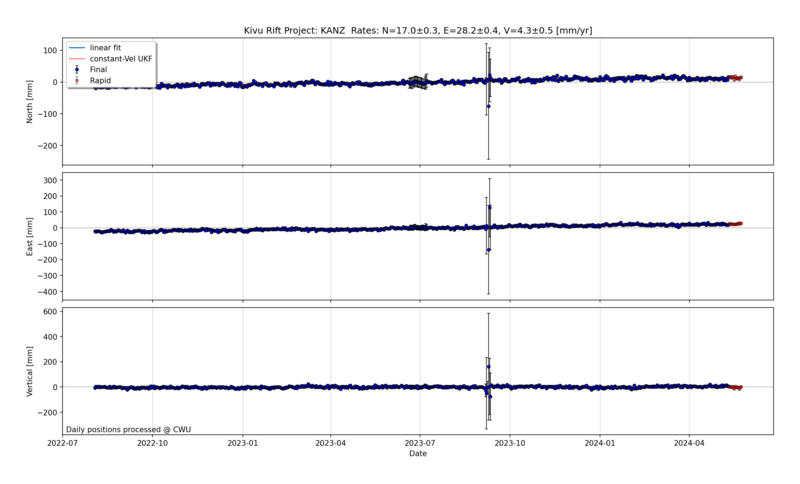 Kivu Rift Project: KANZ Rates: N=17.0±0.3, E=28.2±0.4, V=4.3±0.5 [mm/yr]
linear fit
constant-Vel UKF
Final
Rapid
100
0
−100
−200
North [mm]
300
200
100
0
−100
−200
−300
−400
East [mm]
600
400
200
0
−200
Vertical [mm]
Daily positions processed @ CWU
2022-07 2022-10 2023-01 2023-04 2023-07 2023-10 2024-01 2024-04
Date